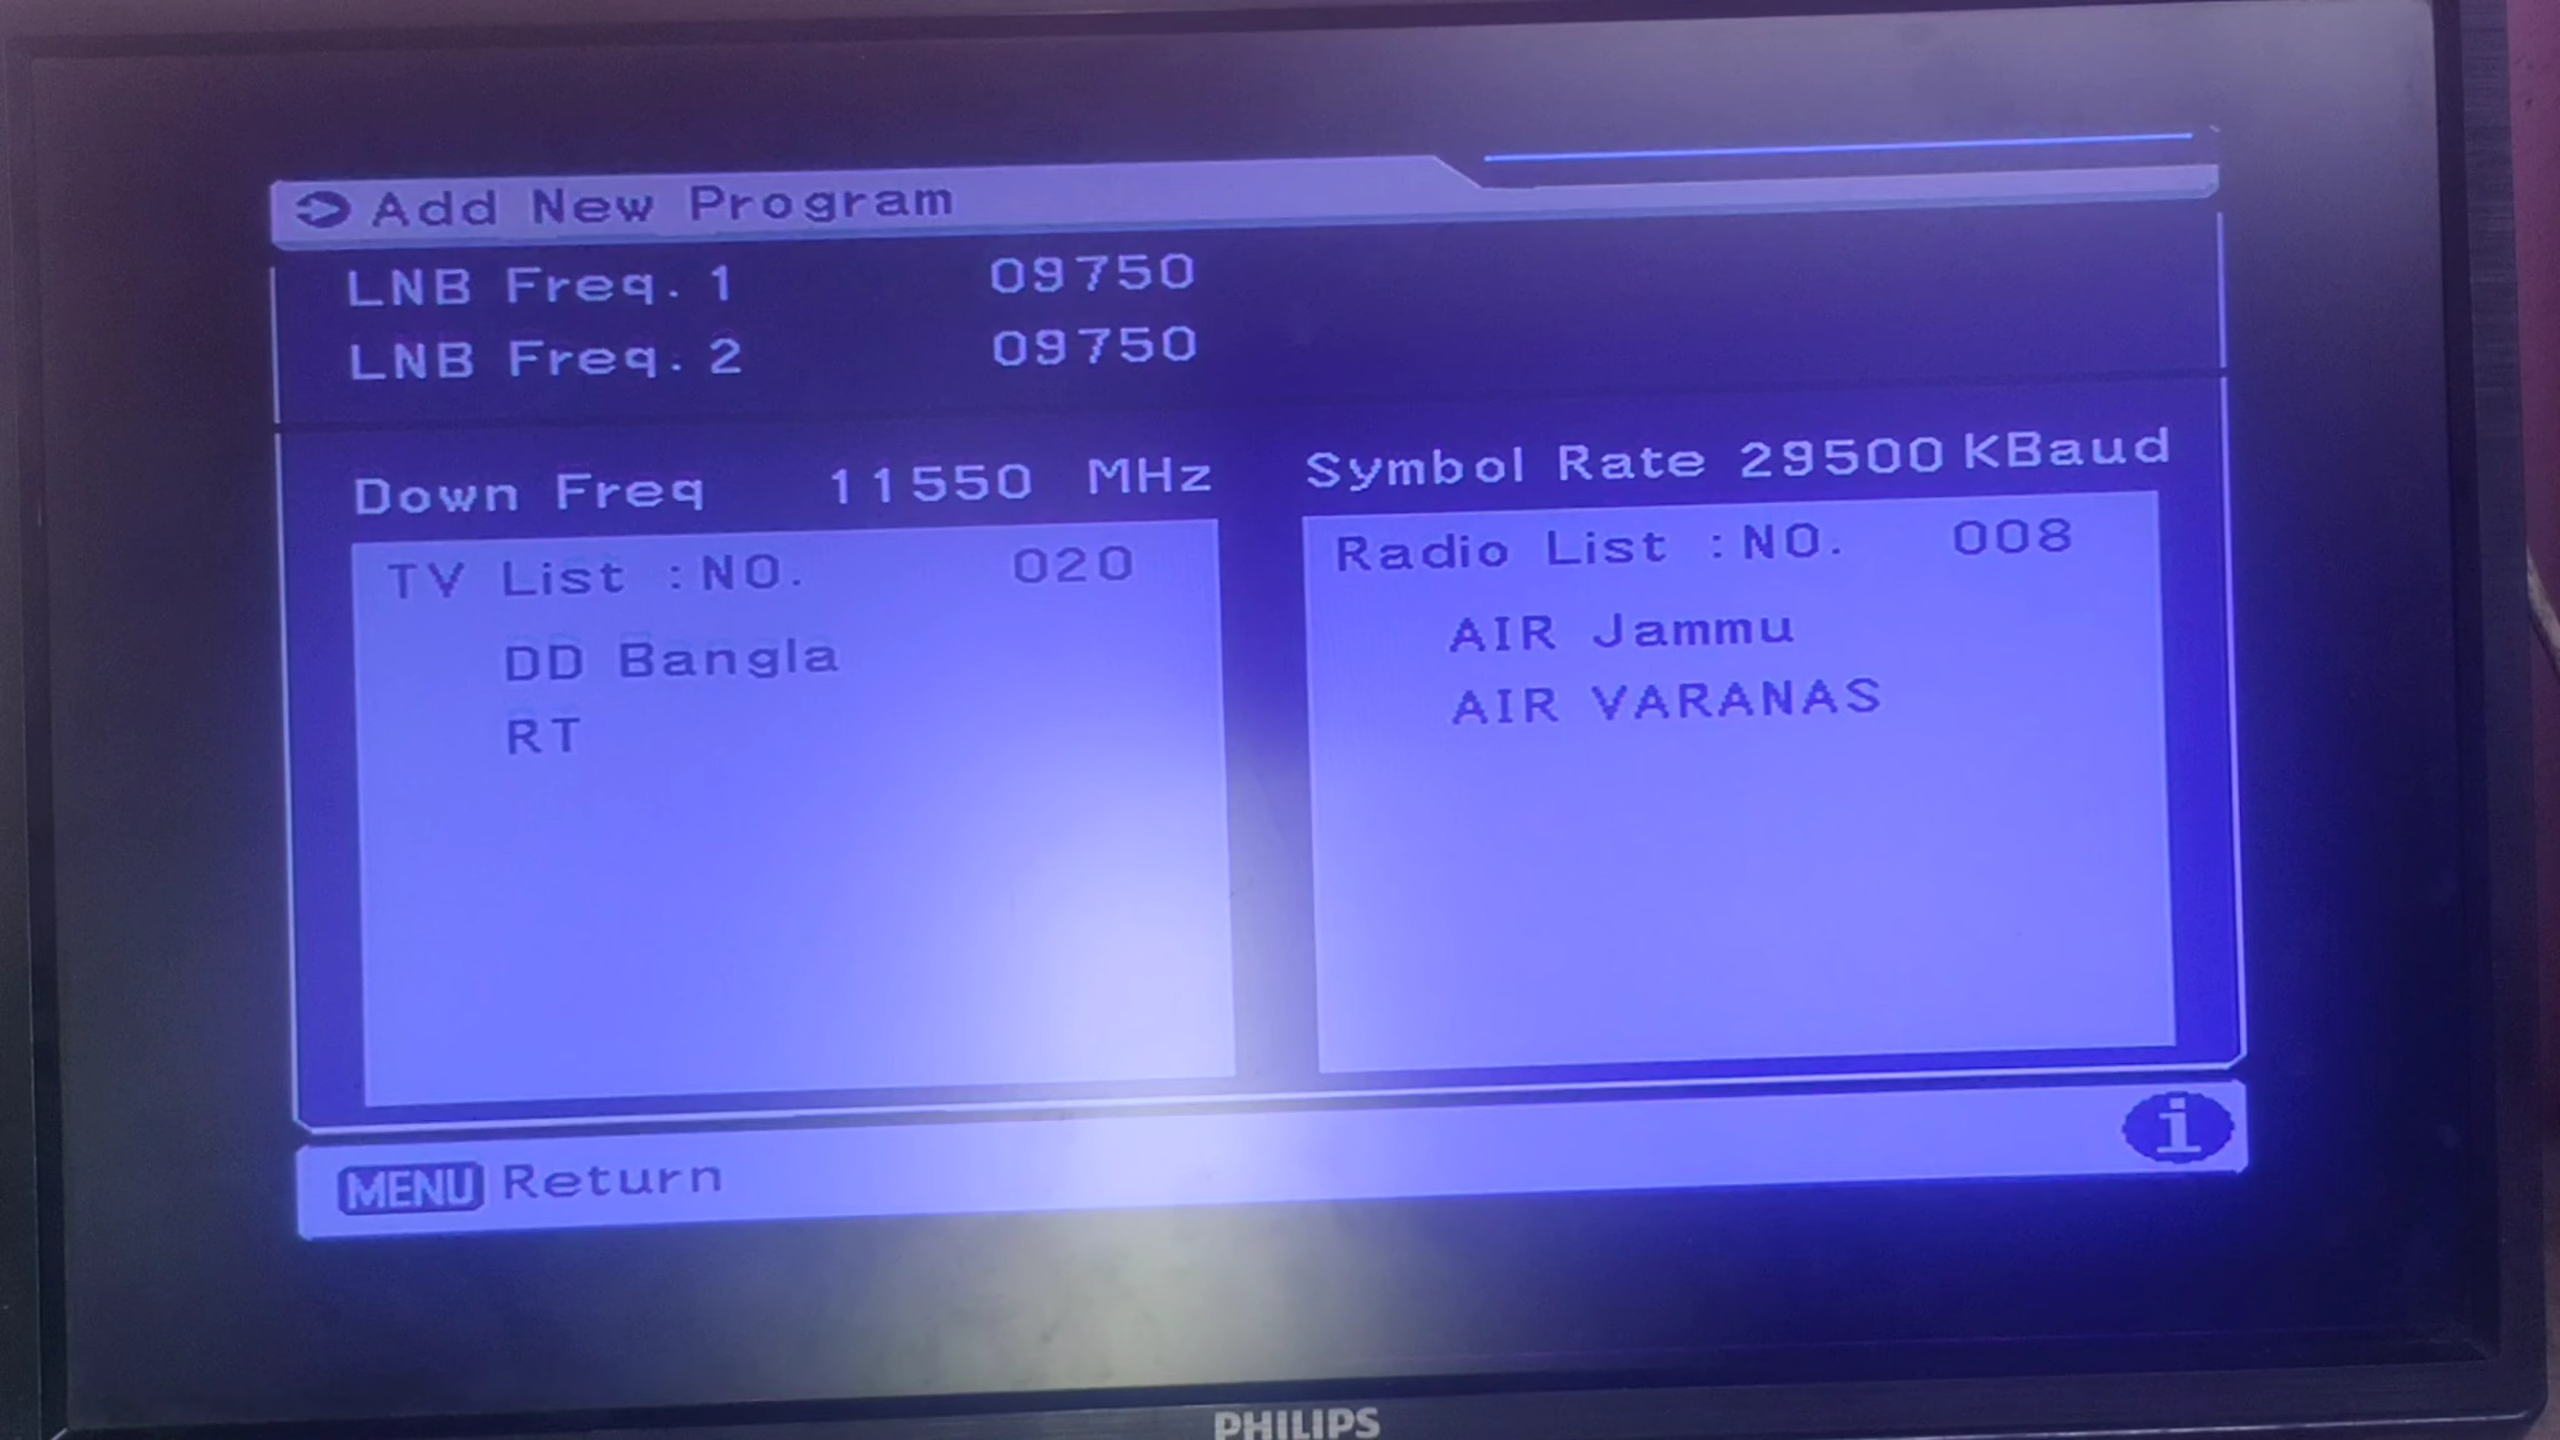 Add New Program
LNB Freq. 1 09750
LNB Freq. 2 09750
Down Freq 11550 MHz Symbol Rate 29500 KBaud
TV List :NO. 020
DD Bangla
RT
Radio List :NO. 008
AIR Jammu
AIR VARANAS
MENU Return
i
PHILIPS